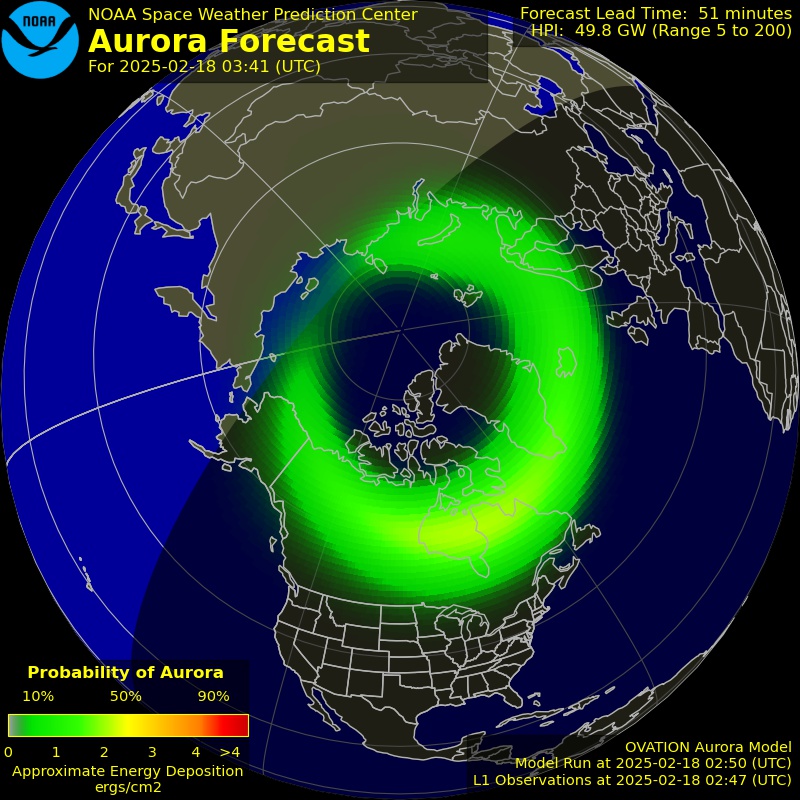 NOAA
NOAA Space Weather Prediction Center
Aurora Forecast
For 2025-02-18 03:41 (UTC)
Forecast Lead Time: 51 minutes
HPI: 49.8 GW (Range 5 to 200)
Probability of Aurora
10% 50% 90%
0 1 2 3 4 >4
Approximate Energy Deposition
ergs/cm2
OVATION Aurora Model
Model Run at 2025-02-18 02:50 (UTC)
L1 Observations at 2025-02-18 02:47 (UTC)